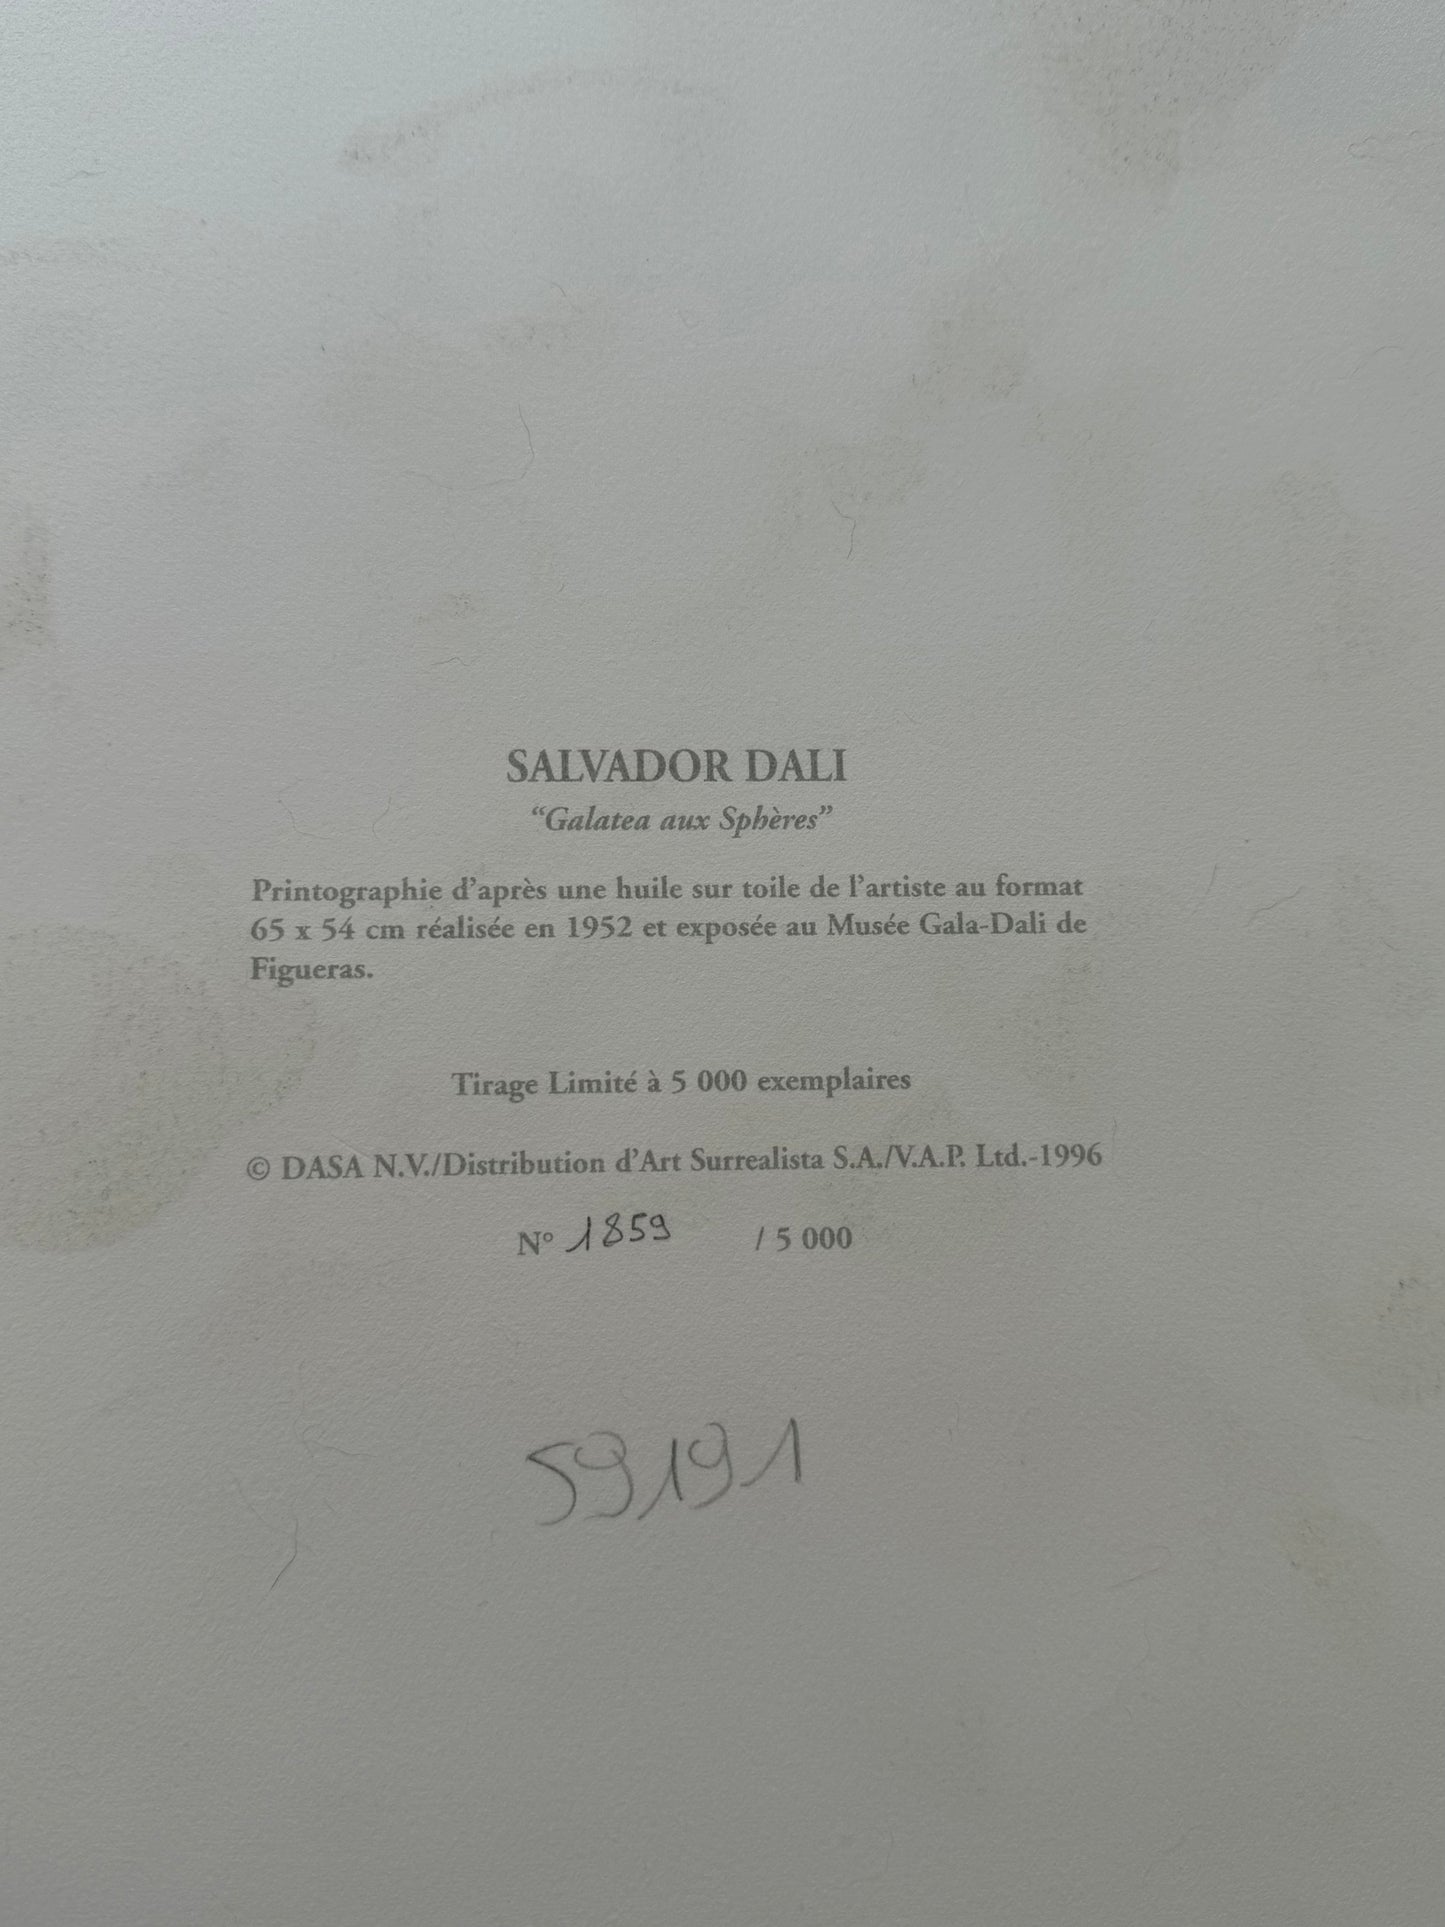 SALVADOR DALI
“Galatea aux Sphères”
Printographie d’après une huile sur toile de l’artiste au format
65 x 54 cm réalisée en 1952 et exposée au Musée Gala-Dali de
Figueras.
Tirage Limité à 5 000 exemplaires
© DASA N.V./Distribution d’Art Surrealista S.A./V.A.P. Ltd.-1996
N° 1859 / 5 000
59191